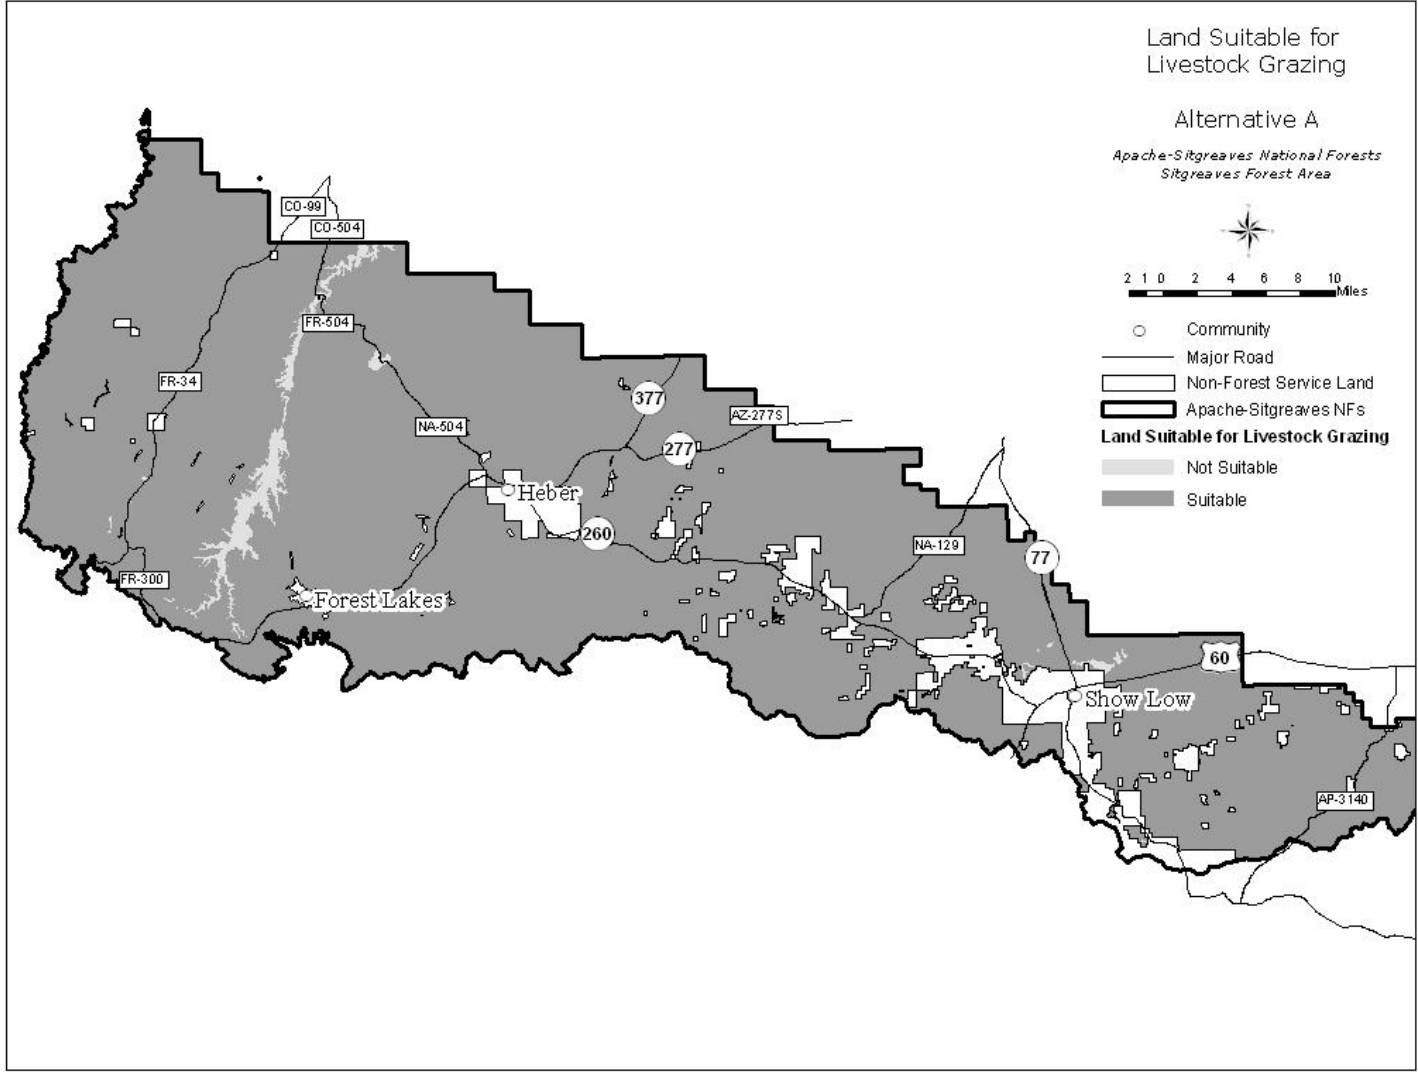 Land Suitable for
Livestock Grazing
Alternative A
Apache-Sitgreaves National Forests
Sitgreaves Forest Area
2 1 0 2 4 6 8 10
Miles
Community
Major Road
Non-Forest Service Land
Apache-Sitgreaves NFs
Land Suitable for Livestock Grazing
Not Suitable
Suitable
CO-99
CO-504
FR-504
FR-34
377
AZ-277S
NA-504
277
Heber
260
NA-129
77
FR-300
Forest Lakes
60
Show Low
AP-3140